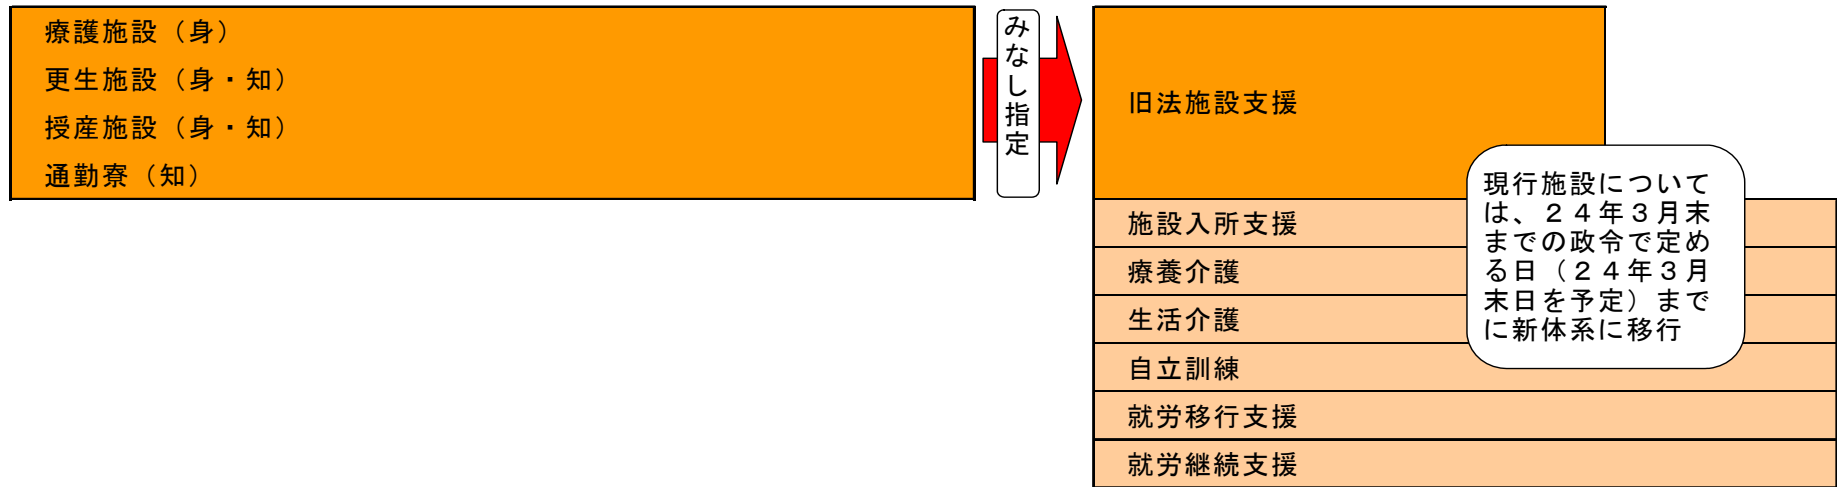 療護施設（身）
更生施設（身・知）
授産施設（身・知）
通勤寮（知）
みなし指定
旧法施設支援
現行施設について
は、２４年３月末
までの政令で定め
る日（２４年３月
末日を予定）まで
に新体系に移行
施設入所支援
療養介護
生活介護
自立訓練
就労移行支援
就労継続支援